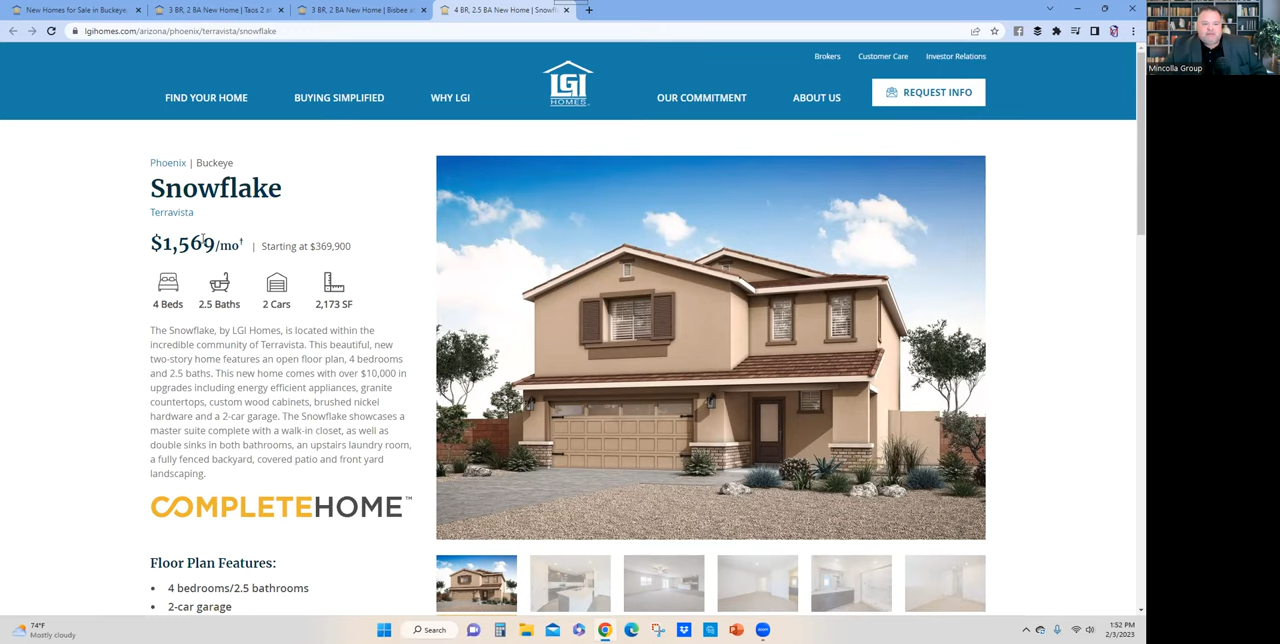 New Homes for Sale in Buckeye,
3 BR, 2 BA New Home | Taos 2 at
3 BR, 2 BA New Home | Bisbee at
4 BR, 2.5 BA New Home | Snowfl
lgihomes.com/arizona/phoenix/terravista/snowflake
Mincolla Group
Brokers
Customer Care
Investor Relations
FIND YOUR HOME
BUYING SIMPLIFIED
WHY LGI
LGI
HOMES
OUR COMMITMENT
ABOUT US
REQUEST INFO
Phoenix | Buckeye
Snowflake
Terravista
$1,569/mo† | Starting at $369,900
4 Beds
2.5 Baths
2 Cars
2,173 SF
The Snowflake, by LGI Homes, is located within the
incredible community of Terravista. This beautiful, new
two-story home features an open floor plan, 4 bedrooms
and 2.5 baths. This new home comes with over $10,000 in
upgrades including energy efficient appliances, granite
countertops, custom wood cabinets, brushed nickel
hardware and a 2-car garage. The Snowflake showcases a
master suite complete with a walk-in closet, as well as
double sinks in both bathrooms, an upstairs laundry room,
a fully fenced backyard, covered patio and front yard
landscaping.
COMPLETEHOME™
Floor Plan Features:
• 4 bedrooms/2.5 bathrooms
• 2-car garage
74°F
Mostly cloudy
Search
1:52 PM
2/3/2023